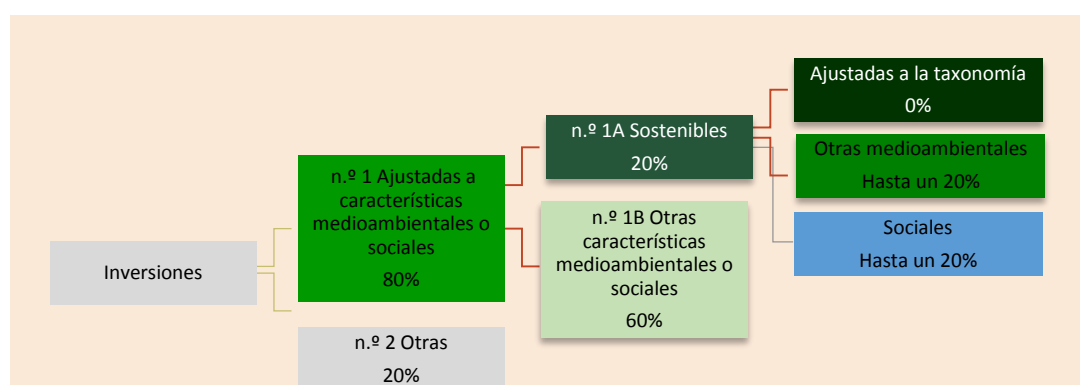 Inversiones
n.º 1 Ajustadas a
características
medioambientales o
sociales
80%
n.º 2 Otras
20%
n.º 1A Sostenibles
20%
n.º 1B Otras
características
medioambientales o
sociales
60%
Ajustadas a la taxonomía
0%
Otras medioambientales
Hasta un 20%
Sociales
Hasta un 20%